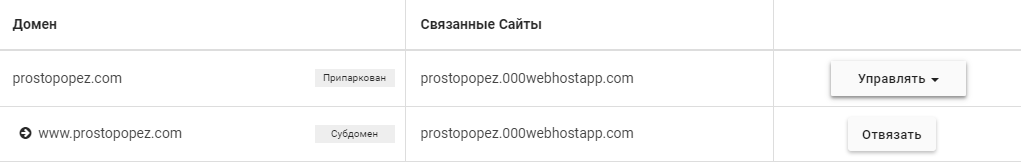 Домен Связанные Сайты
prostopopez.com Припаркован prostopopez.000webhostapp.com Управлять
www.prostopopez.com Субдомен prostopopez.000webhostapp.com Отвязать